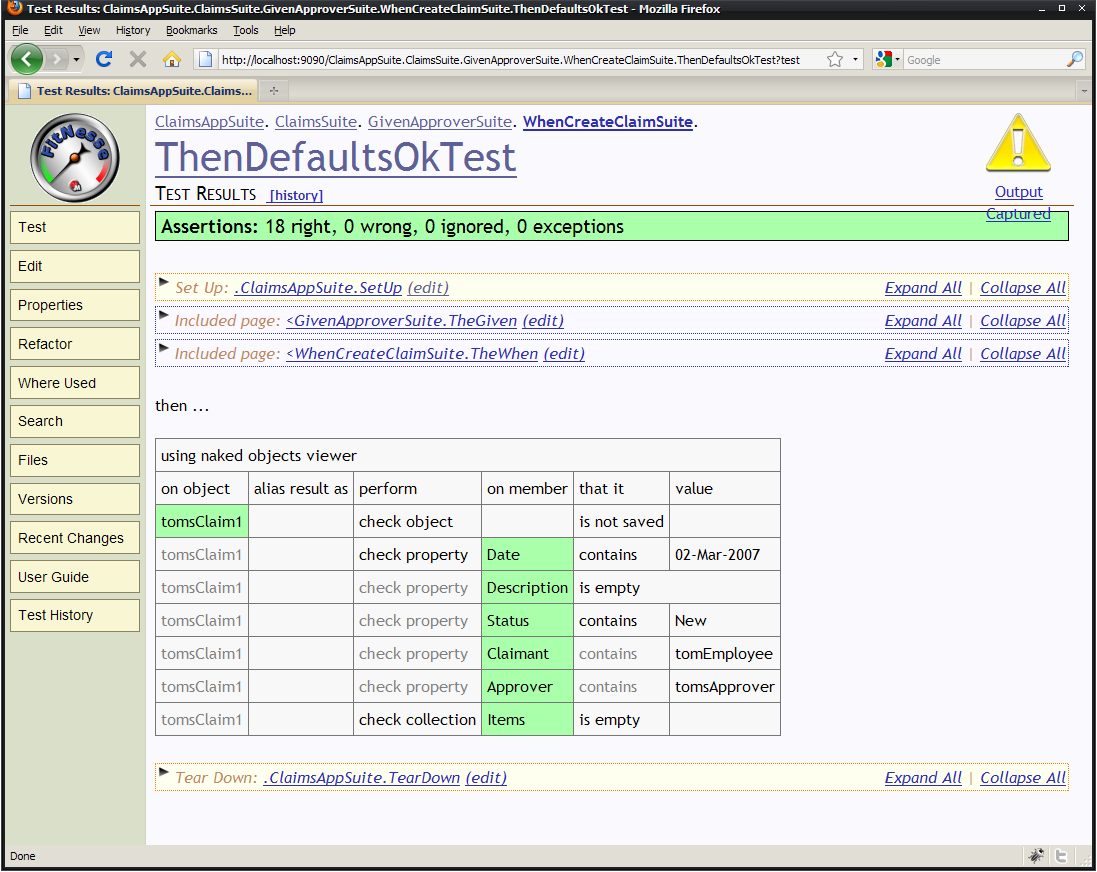 Test Results: ClaimsAppSuite.ClaimsSuite.GivenApproverSuite.WhenCreateClaimSuite.ThenDefaultsOkTest - Mozilla Firefox
File Edit View History Bookmarks Tools Help
http://localhost:9090/ClaimsAppSuite.ClaimsSuite.GivenApproverSuite.WhenCreateClaimSuite.ThenDefaultsOkTest?test Google
Test Results: ClaimsAppSuite.Claims...
FitNesse
Test
Edit
Properties
Refactor
Where Used
Search
Files
Versions
Recent Changes
User Guide
Test History
ClaimsAppSuite. ClaimsSuite. GivenApproverSuite. WhenCreateClaimSuite.
ThenDefaultsOkTest
Test Results [history]
Output
Captured
Assertions: 18 right, 0 wrong, 0 ignored, 0 exceptions
Set Up: .ClaimsAppSuite.SetUp (edit) Expand All | Collapse All
Included page: <GivenApproverSuite.TheGiven (edit) Expand All | Collapse All
Included page: <WhenCreateClaimSuite.TheWhen (edit) Expand All | Collapse All
then ...
using naked objects viewer
on object alias result as perform on member that it value
tomsClaim1 check object is not saved
tomsClaim1 check property Date contains 02-Mar-2007
tomsClaim1 check property Description is empty
tomsClaim1 check property Status contains New
tomsClaim1 check property Claimant contains tomEmployee
tomsClaim1 check property Approver contains tomsApprover
tomsClaim1 check collection Items is empty
Tear Down: .ClaimsAppSuite.TearDown (edit) Expand All | Collapse All
Done